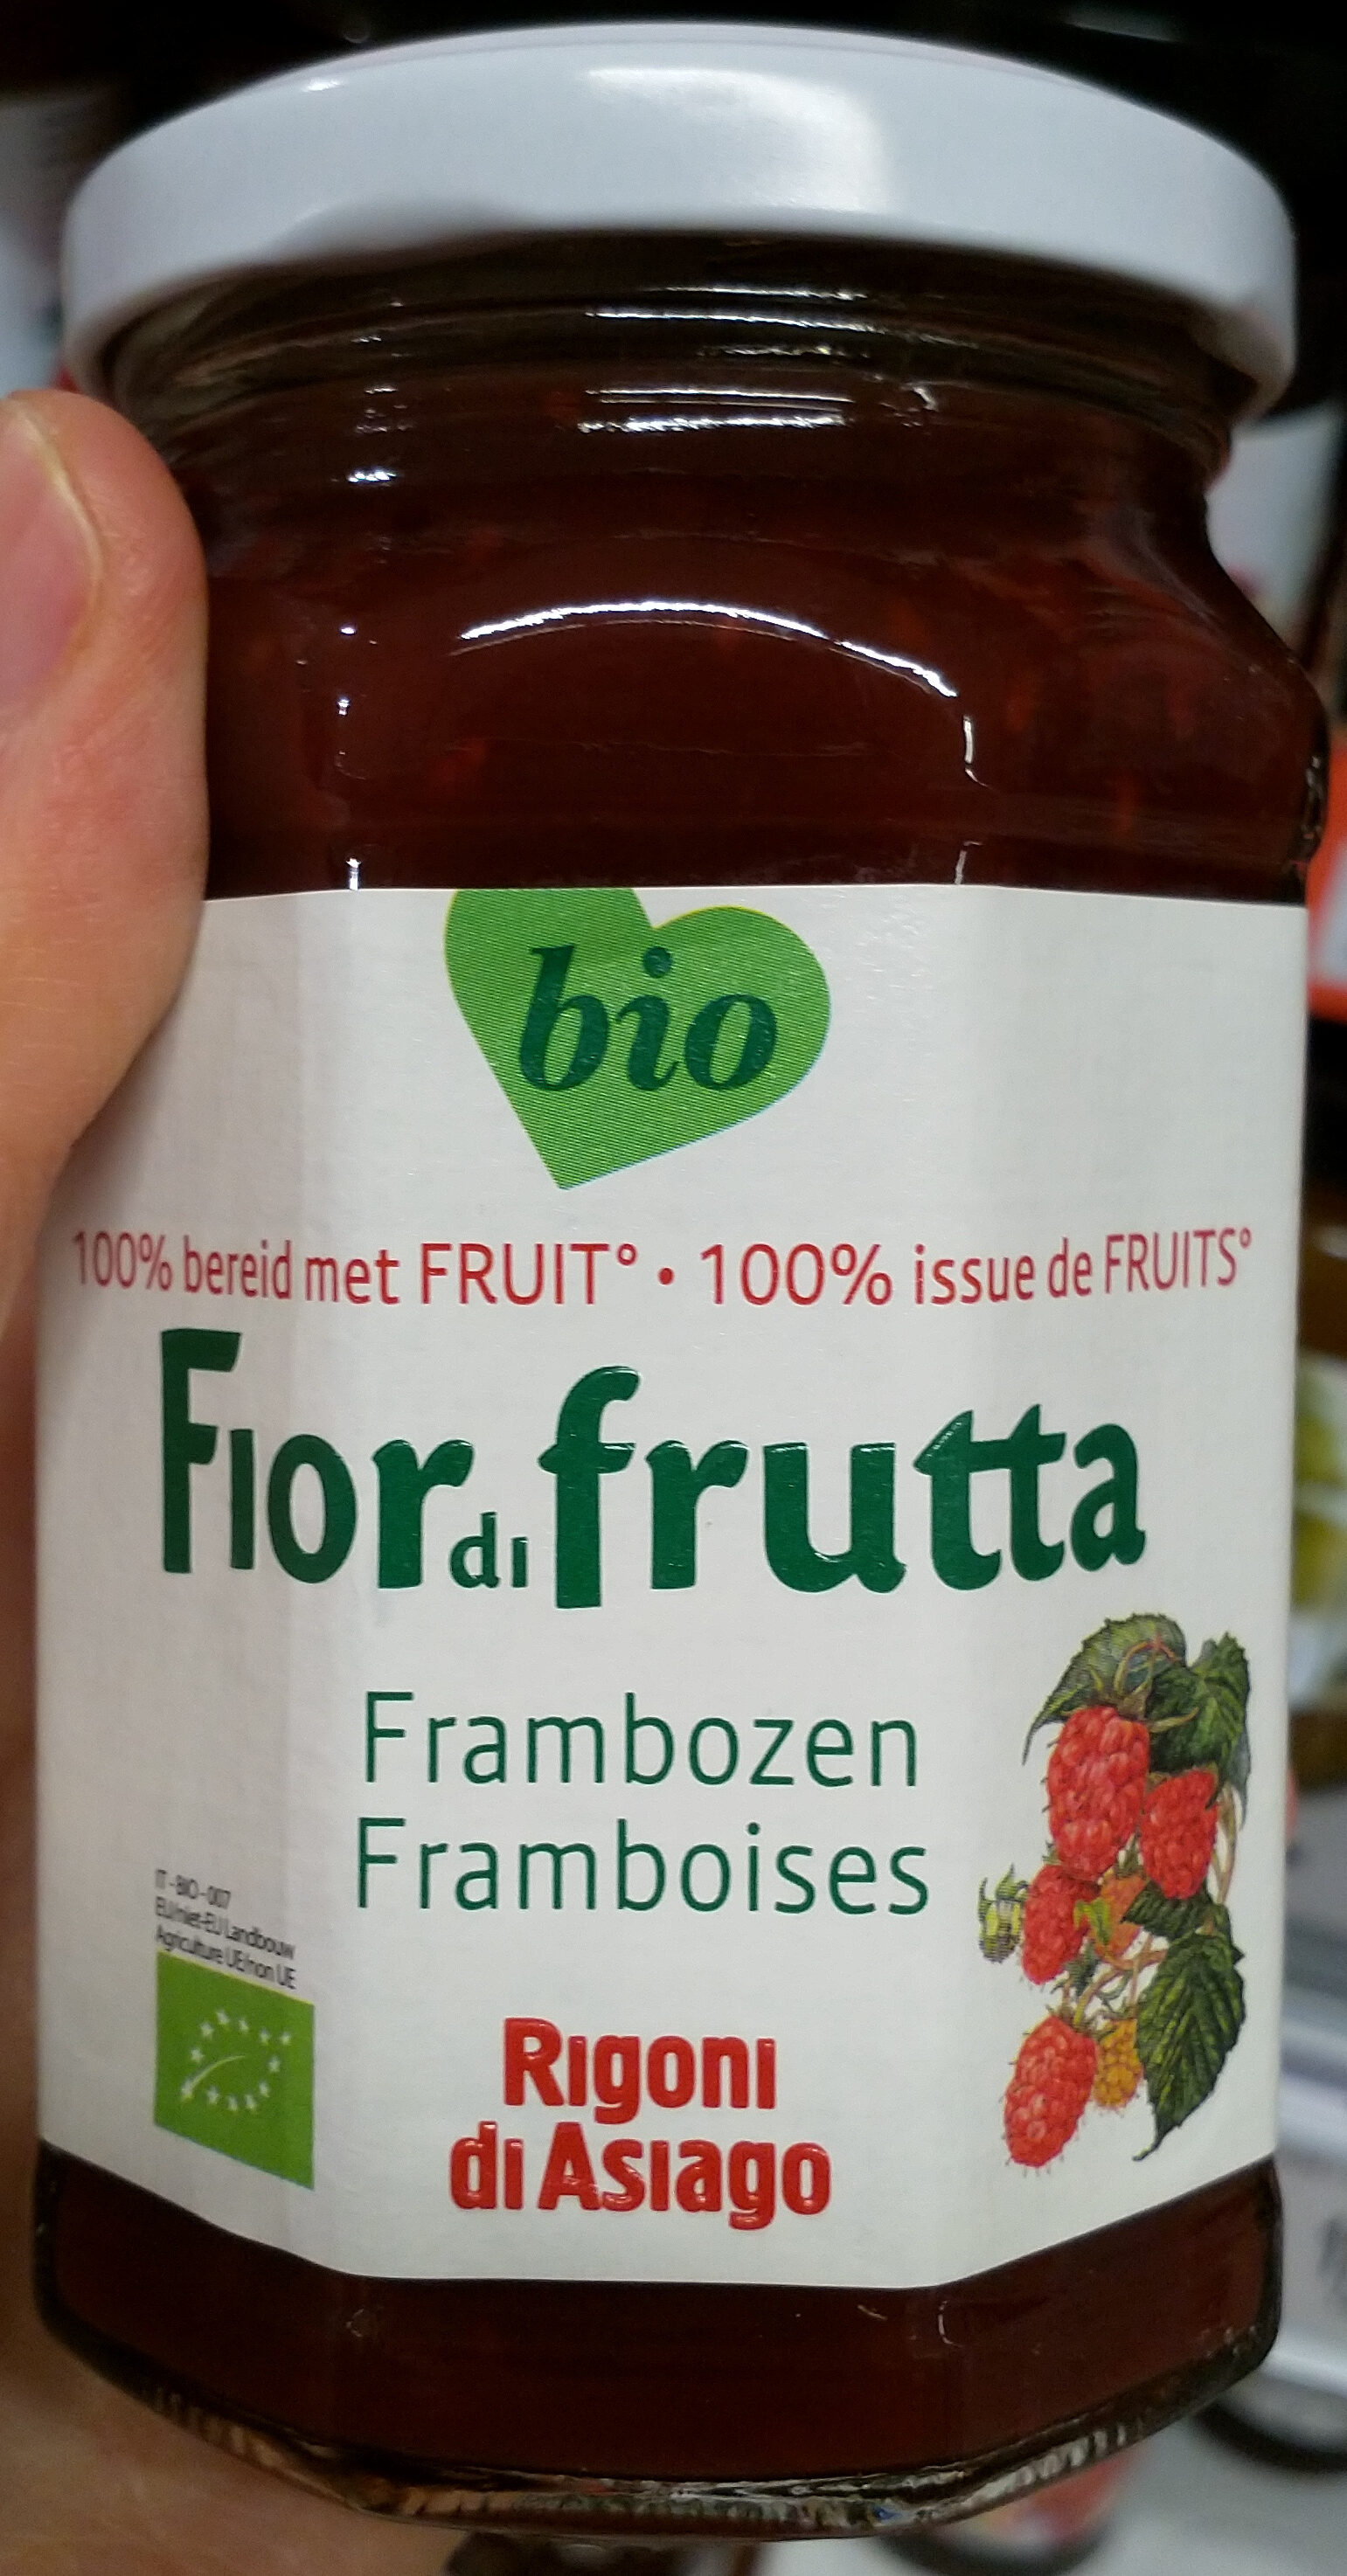 bio
100% bereid met FRUIT° • 100% issue de FRUITS°
Fior di frutta
Frambozen
Framboises
IT-BIO-007
EU/niet-EU Landbouw
Agriculture UE/non UE
Rigoni
di Asiago